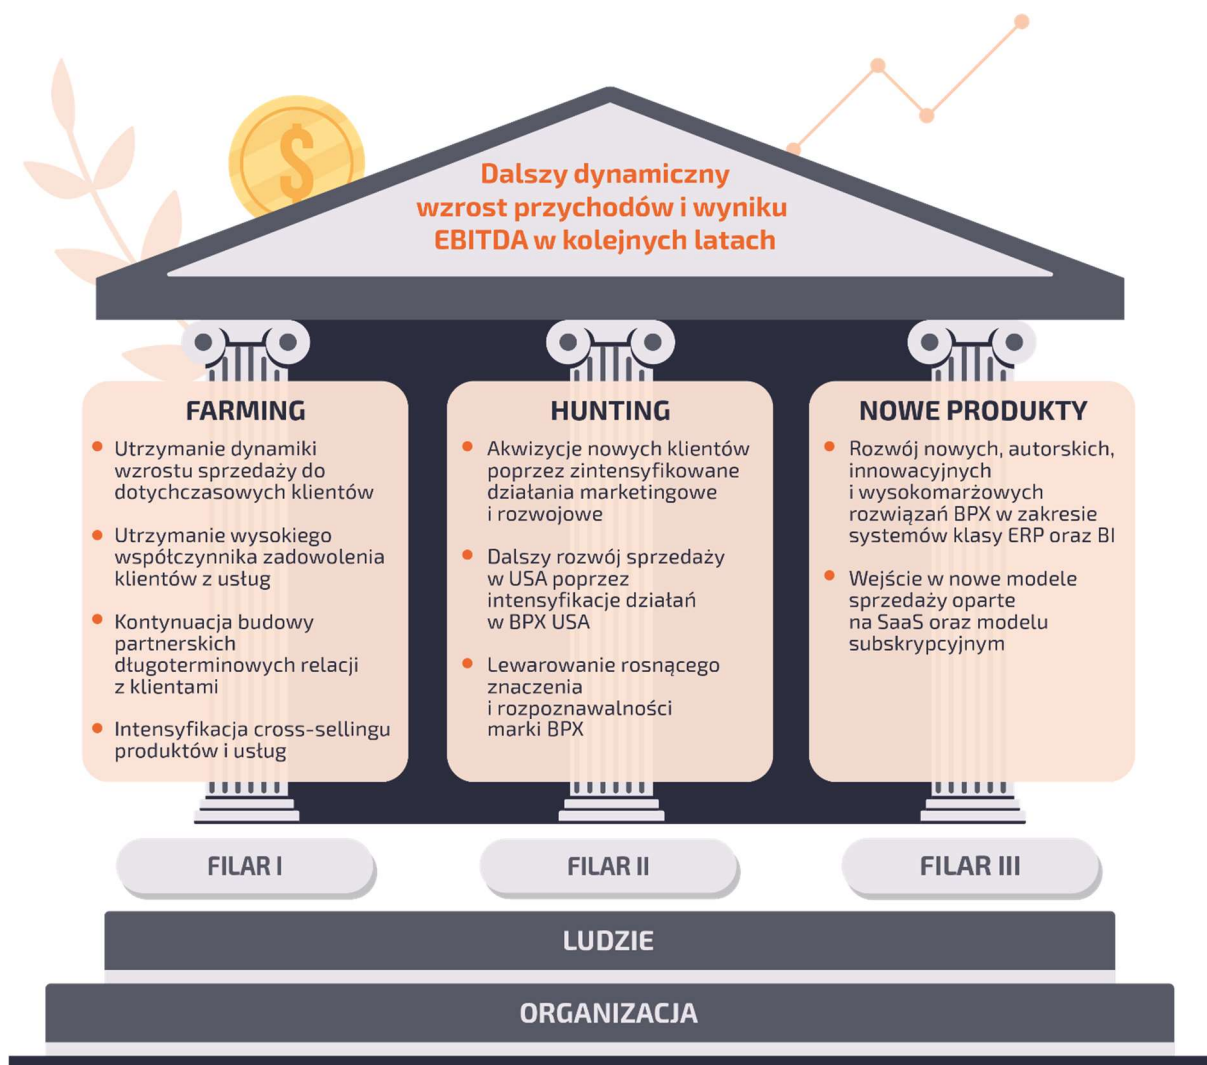 Dalszy dynamiczny
wzrost przychodów i wyniku
EBITDA w kolejnych latach
FARMING
Utrzymanie dynamiki
wzrostu sprzedaży do
dotychczasowych klientów
Utrzymanie wysokiego
współczynnika zadowolenia
klientów z usług
Kontynuacja budowy
partnerskich
długoterminowych relacji
z klientami
Intensyfikacja cross-sellingu
produktów i usług
HUNTING
Akwizycje nowych klientów
poprzez zintensyfikowane
działania marketingowe
i rozwojowe
Dalszy rozwój sprzedaży
w USA poprzez
intensyfikacje działań
w BPX USA
Lewarowanie rosnącego
znaczenia
i rozpoznawalności
marki BPX
NOWE PRODUKTY
Rozwój nowych, autorskich,
innowacyjnych
i wysokomarżowych
rozwiązań BPX w zakresie
systemów klasy ERP oraz BI
Wejście w nowe modele
sprzedaży oparte
na SaaS oraz modelu
subskrypcyjnym
FILAR I
FILAR II
FILAR III
LUDZIE
ORGANIZACJA